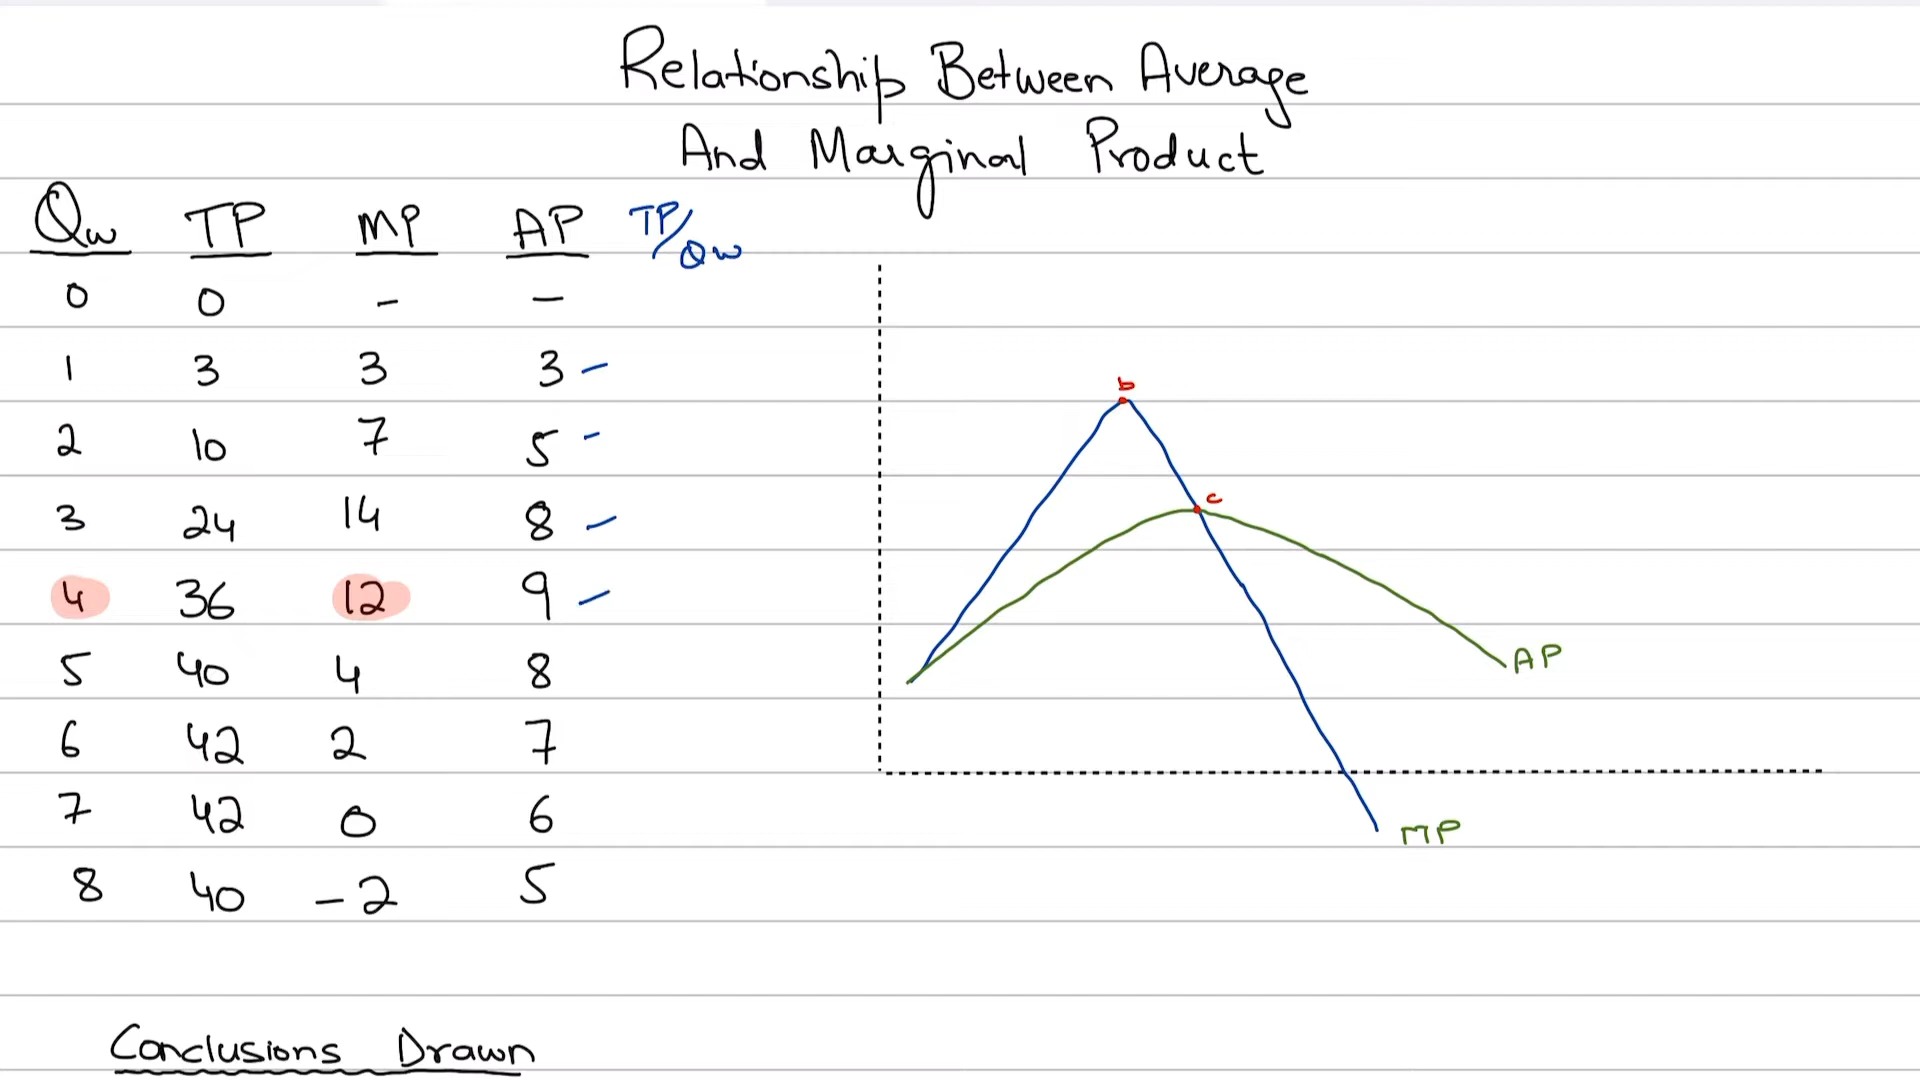 Relationship Between Average
And Marginal Product
Qw TP MP AP TP/Qw
0 0 - -
1 3 3 3 -
2 10 7 5 -
3 24 14 8 -
4 36 12 9 -
5 40 4 8
6 42 2 7
7 42 0 6
8 40 -2 5
b
c
AP
MP
Conclusions Drawn